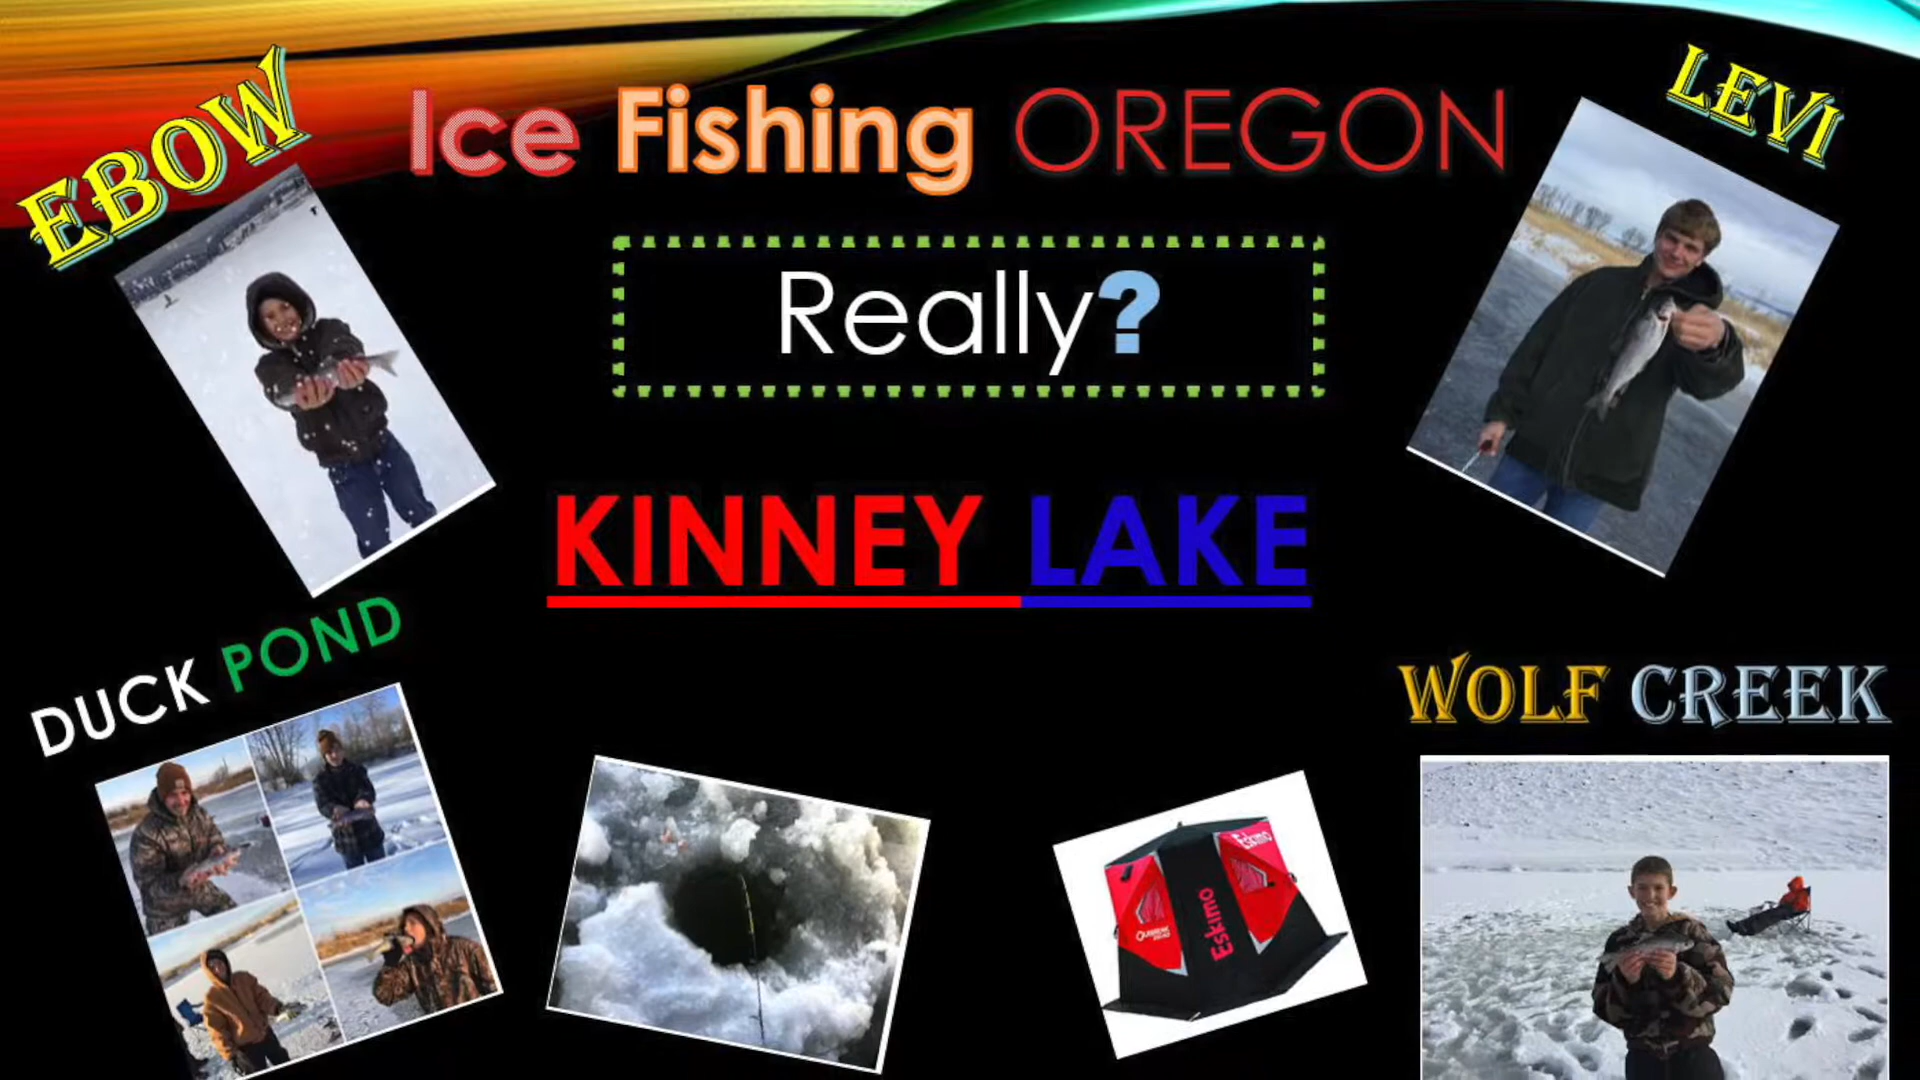 EBOW
Ice Fishing OREGON
LEVI
Really?
KINNEY LAKE
DUCK POND
WOLF CREEK
Eskimo
Eskimo